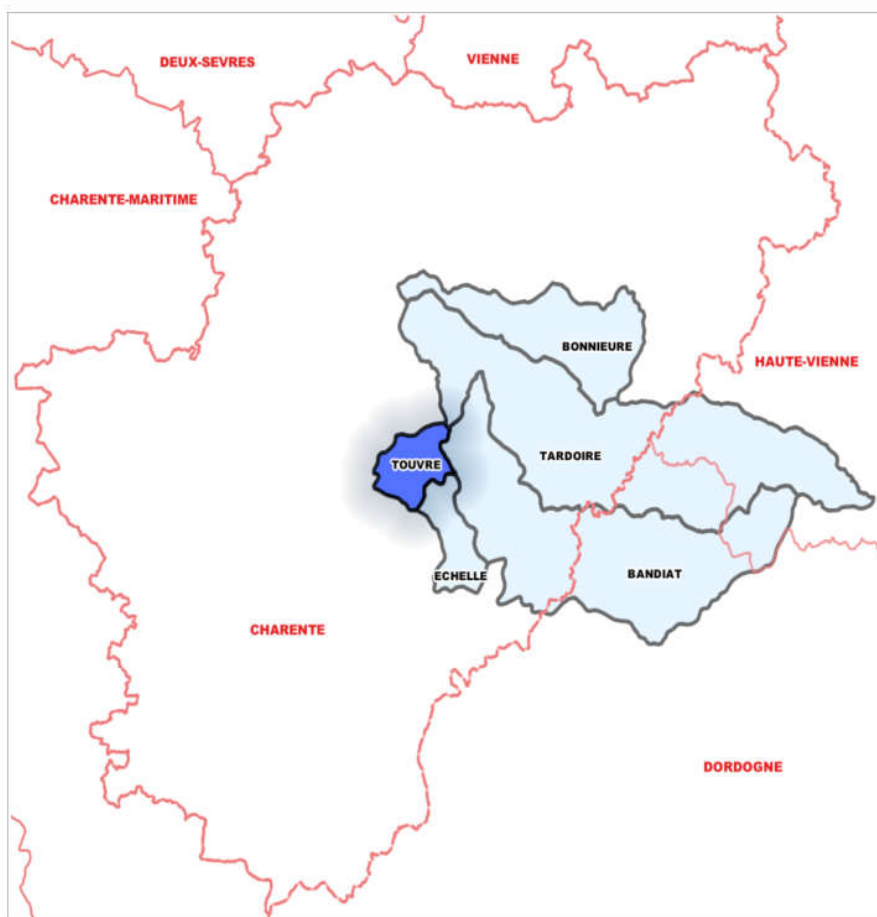 DEUX-SEVRES
VIENNE
CHARENTE-MARITIME
BONNIEURE
HAUTE-VIENNE
TOUVRE
TARDOIRE
ECHELLE
BANDIAT
CHARENTE
DORDOGNE